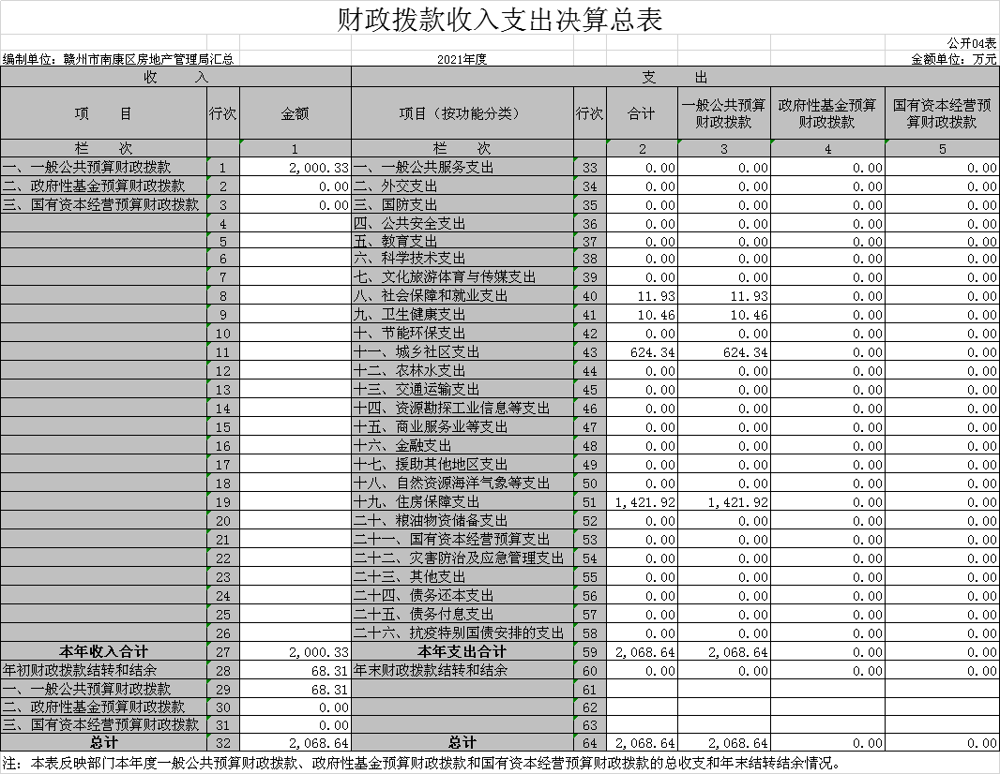 财政拨款收入支出决算总表
公开04表
编制单位：赣州市南康区房地产管理局汇总 2021年度 金额单位：万元
收 入 支 出
项 目 行次 金额 项目（按功能分类） 行次 合计 一般公共预算财政拨款 政府性基金预算财政拨款 国有资本经营预算财政拨款
栏 次 1 栏 次 2 3 4 5
一、一般公共预算财政拨款 1 2,000.33 一、一般公共服务支出 33 0.00 0.00 0.00 0.00
二、政府性基金预算财政拨款 2 0.00 二、外交支出 34 0.00 0.00 0.00 0.00
三、国有资本经营预算财政拨款 3 0.00 三、国防支出 35 0.00 0.00 0.00 0.00
4 四、公共安全支出 36 0.00 0.00 0.00 0.00
5 五、教育支出 37 0.00 0.00 0.00 0.00
6 六、科学技术支出 38 0.00 0.00 0.00 0.00
7 七、文化旅游体育与传媒支出 39 0.00 0.00 0.00 0.00
8 八、社会保障和就业支出 40 11.93 11.93 0.00 0.00
9 九、卫生健康支出 41 10.46 10.46 0.00 0.00
10 十、节能环保支出 42 0.00 0.00 0.00 0.00
11 十一、城乡社区支出 43 624.34 624.34 0.00 0.00
12 十二、农林水支出 44 0.00 0.00 0.00 0.00
13 十三、交通运输支出 45 0.00 0.00 0.00 0.00
14 十四、资源勘探工业信息等支出 46 0.00 0.00 0.00 0.00
15 十五、商业服务业等支出 47 0.00 0.00 0.00 0.00
16 十六、金融支出 48 0.00 0.00 0.00 0.00
17 十七、援助其他地区支出 49 0.00 0.00 0.00 0.00
18 十八、自然资源海洋气象等支出 50 0.00 0.00 0.00 0.00
19 十九、住房保障支出 51 1,421.92 1,421.92 0.00 0.00
20 二十、粮油物资储备支出 52 0.00 0.00 0.00 0.00
21 二十一、国有资本经营预算支出 53 0.00 0.00 0.00 0.00
22 二十二、灾害防治及应急管理支出 54 0.00 0.00 0.00 0.00
23 二十三、其他支出 55 0.00 0.00 0.00 0.00
24 二十四、债务还本支出 56 0.00 0.00 0.00 0.00
25 二十五、债务付息支出 57 0.00 0.00 0.00 0.00
26 二十六、抗疫特别国债安排的支出 58 0.00 0.00 0.00 0.00
本年收入合计 27 2,000.33 本年支出合计 59 2,068.64 2,068.64 0.00 0.00
年初财政拨款结转和结余 28 68.31 年末财政拨款结转和结余 60 0.00 0.00 0.00 0.00
一、一般公共预算财政拨款 29 68.31 61
二、政府性基金预算财政拨款 30 0.00 62
三、国有资本经营预算财政拨款 31 0.00 63
总计 32 2,068.64 总计 64 2,068.64 2,068.64 0.00 0.00
注：本表反映部门本年度一般公共预算财政拨款、政府性基金预算财政拨款和国有资本经营预算财政拨款的总收支和年末结转结余情况。